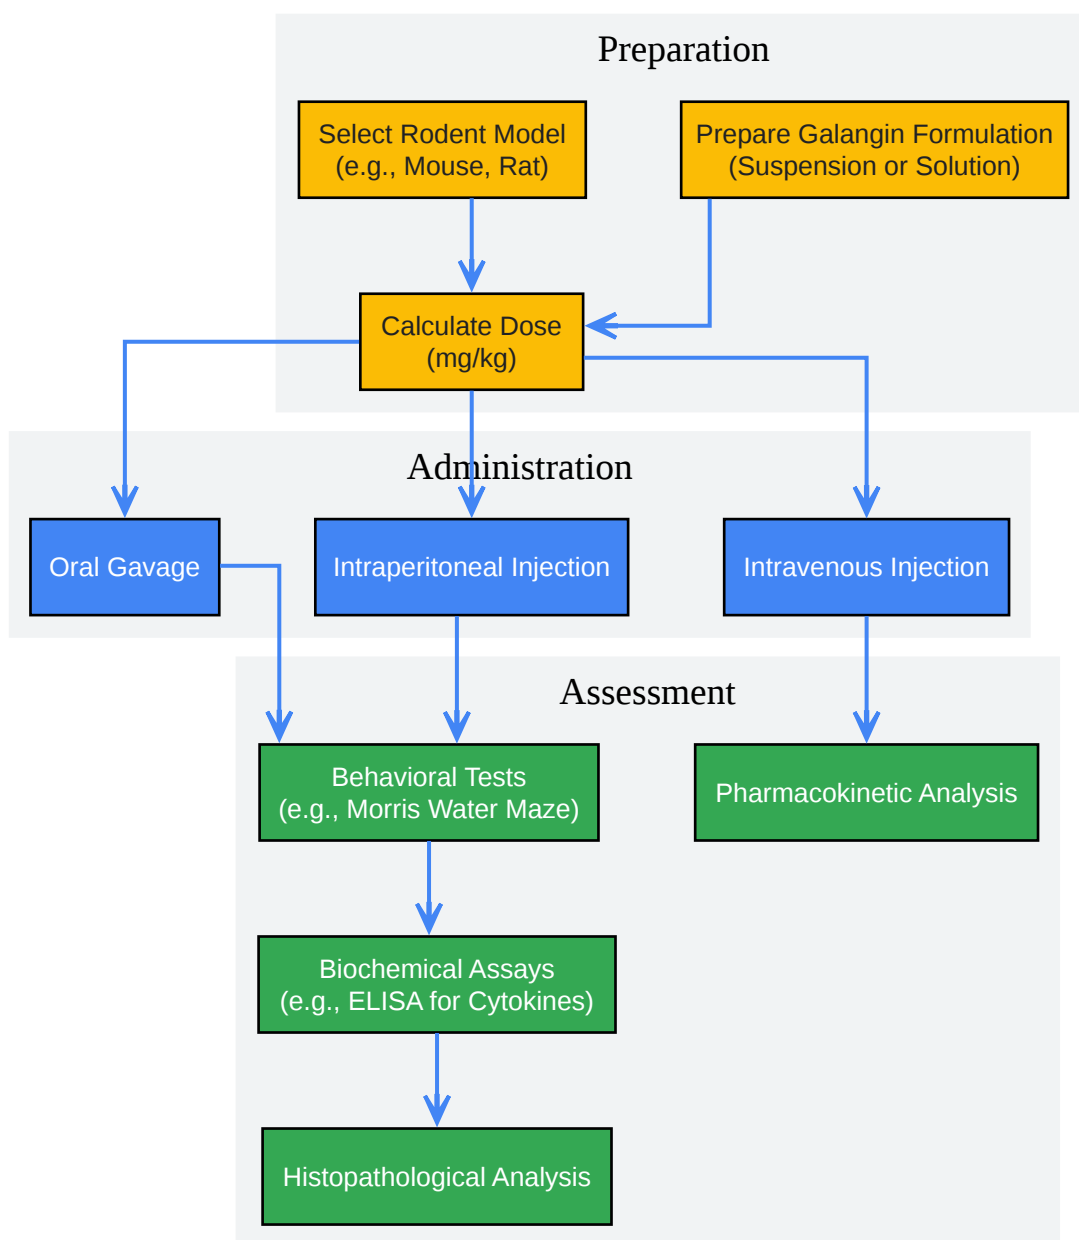 Preparation
Select Rodent Model
(e.g., Mouse, Rat)
Prepare Galangin Formulation
(Suspension or Solution)
Calculate Dose
(mg/kg)
Administration
Oral Gavage
Intraperitoneal Injection
Intravenous Injection
Assessment
Behavioral Tests
(e.g., Morris Water Maze)
Pharmacokinetic Analysis
Biochemical Assays
(e.g., ELISA for Cytokines)
Histopathological Analysis